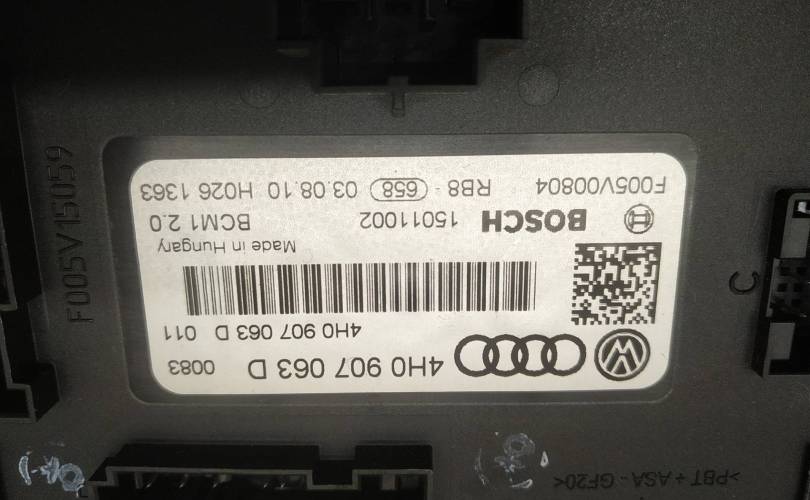 >PBT+ASA-GF20<
4H0 907 063 D 0083
4H0 907 063 D 011
Made in Hungary
BOSCH 15011002 BCM1 2.0
F005V00804 RB8 - 658 03.08.10 H026 1363
C
F005V15059